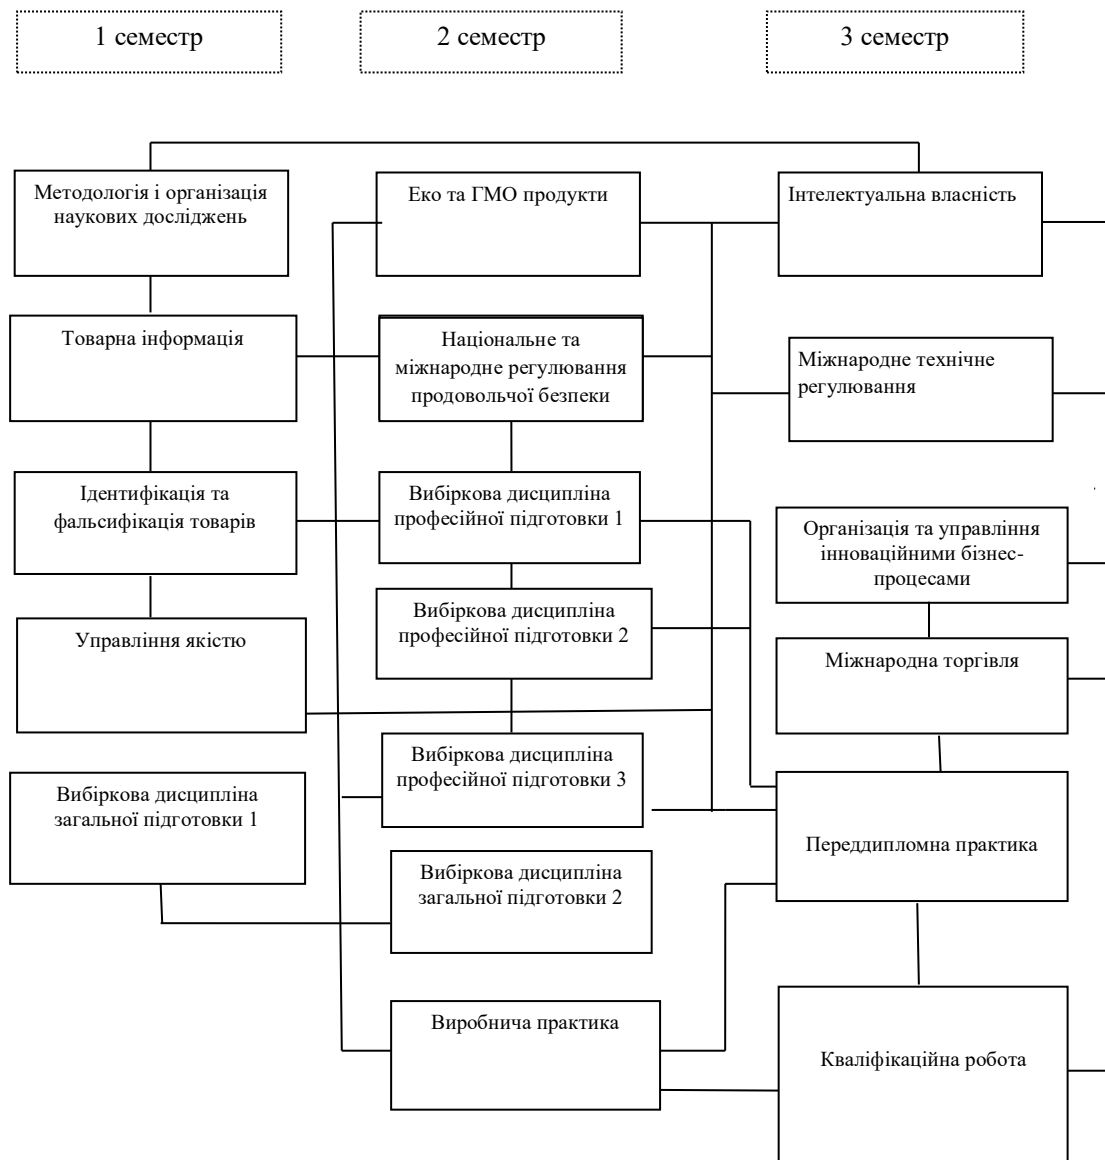 1 семестр
2 семестр
3 семестр
Методологія і організація
наукових досліджень
Товарна інформація
Ідентифікація та
фальсифікація товарів
Управління якістю
Вибіркова дисципліна
загальної підготовки 1
Еко та ГМО продукти
Національне та
міжнародне регулювання
продовольчої безпеки
Вибіркова дисципліна
професійної підготовки 1
Вибіркова дисципліна
професійної підготовки 2
Вибіркова дисципліна
професійної підготовки 3
Вибіркова дисципліна
загальної підготовки 2
Виробнича практика
Інтелектуальна власність
Міжнародне технічне
регулювання
Організація та управління
інноваційними бізнес-
процесами
Міжнародна торгівля
Переддипломна практика
Кваліфікаційна робота